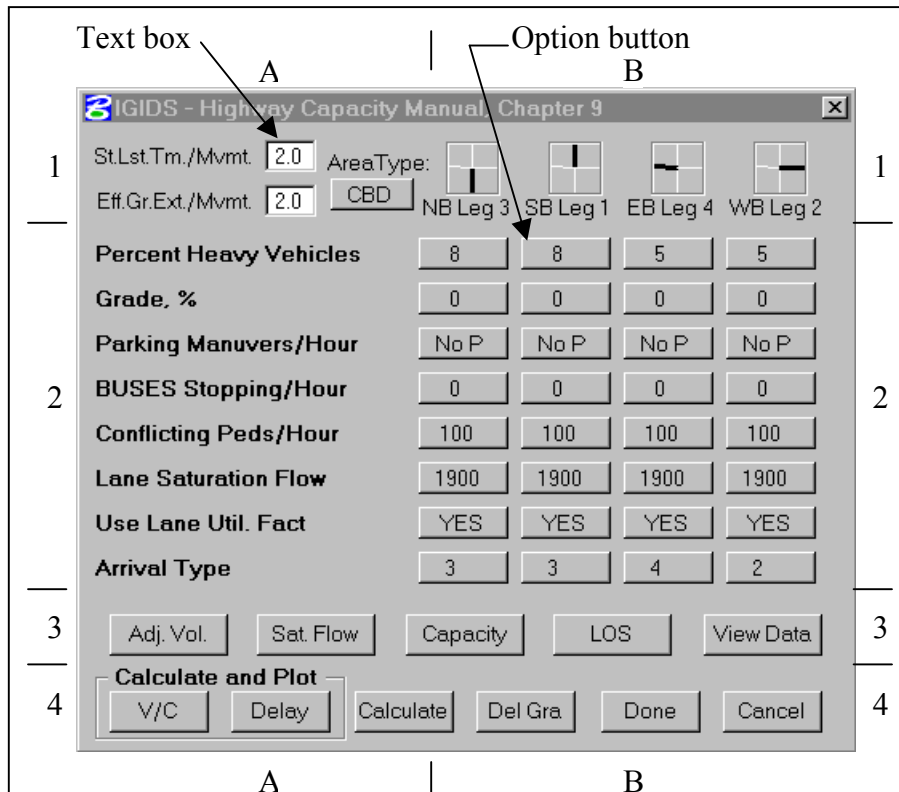 Text box Option button
A B
IGIDS - Highway Capacity Manual, Chapter 9
1 St.Lst.Tm./Mvmt. 2.0 AreaType: 1
Eff.Gr.Ext./Mvmt. 2.0 CBD NB Leg 3 SB Leg 1 EB Leg 4 WB Leg 2
Percent Heavy Vehicles 8 8 5 5
Grade, % 0 0 0 0
Parking Manuvers/Hour No P No P No P No P
2 BUSES Stopping/Hour 0 0 0 0 2
Conflicting Peds/Hour 100 100 100 100
Lane Saturation Flow 1900 1900 1900 1900
Use Lane Util. Fact YES YES YES YES
Arrival Type 3 3 4 2
3 Adj. Vol. Sat. Flow Capacity LOS View Data 3
Calculate and Plot
4 V/C Delay Calculate Del Gra Done Cancel 4
A B